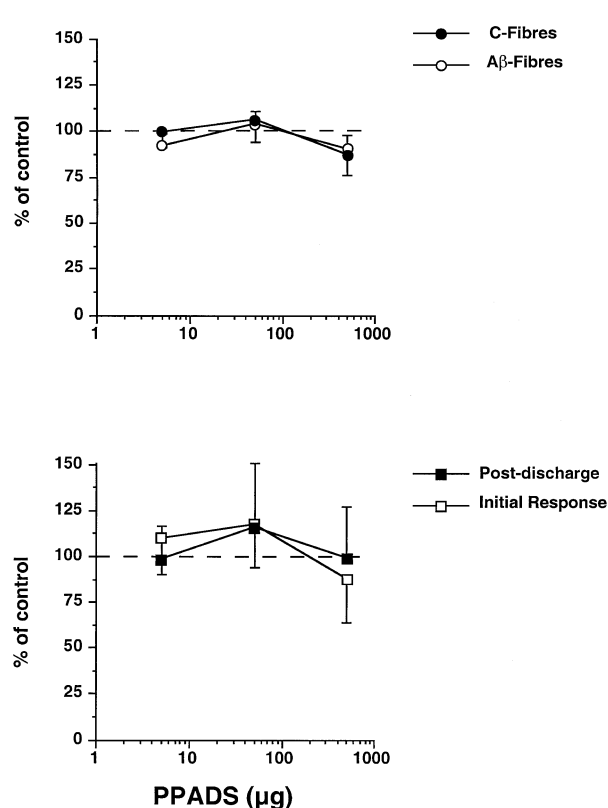 150
125
100
75
50
25
0
% of control
1 10 100 1000
C-Fibres
Aβ-Fibres
150
125
100
75
50
25
0
% of control
1 10 100 1000
PPADS (μg)
Post-discharge
Initial Response